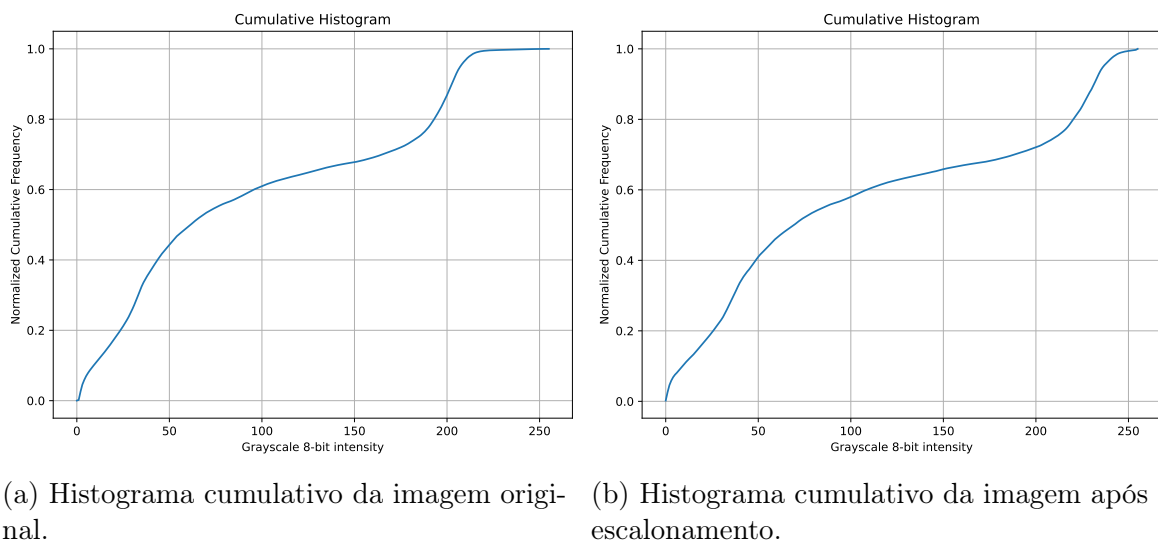 Cumulative Histogram
1.0
0.8
0.6
0.4
0.2
0.0
Normalized Cumulative Frequency
0 50 100 150 200 250
Grayscale 8-bit intensity
(a) Histograma cumulativo da imagem origi-
nal.
Cumulative Histogram
1.0
0.8
0.6
0.4
0.2
0.0
Normalized Cumulative Frequency
0 50 100 150 200 250
Grayscale 8-bit intensity
(b) Histograma cumulativo da imagem após
escalonamento.